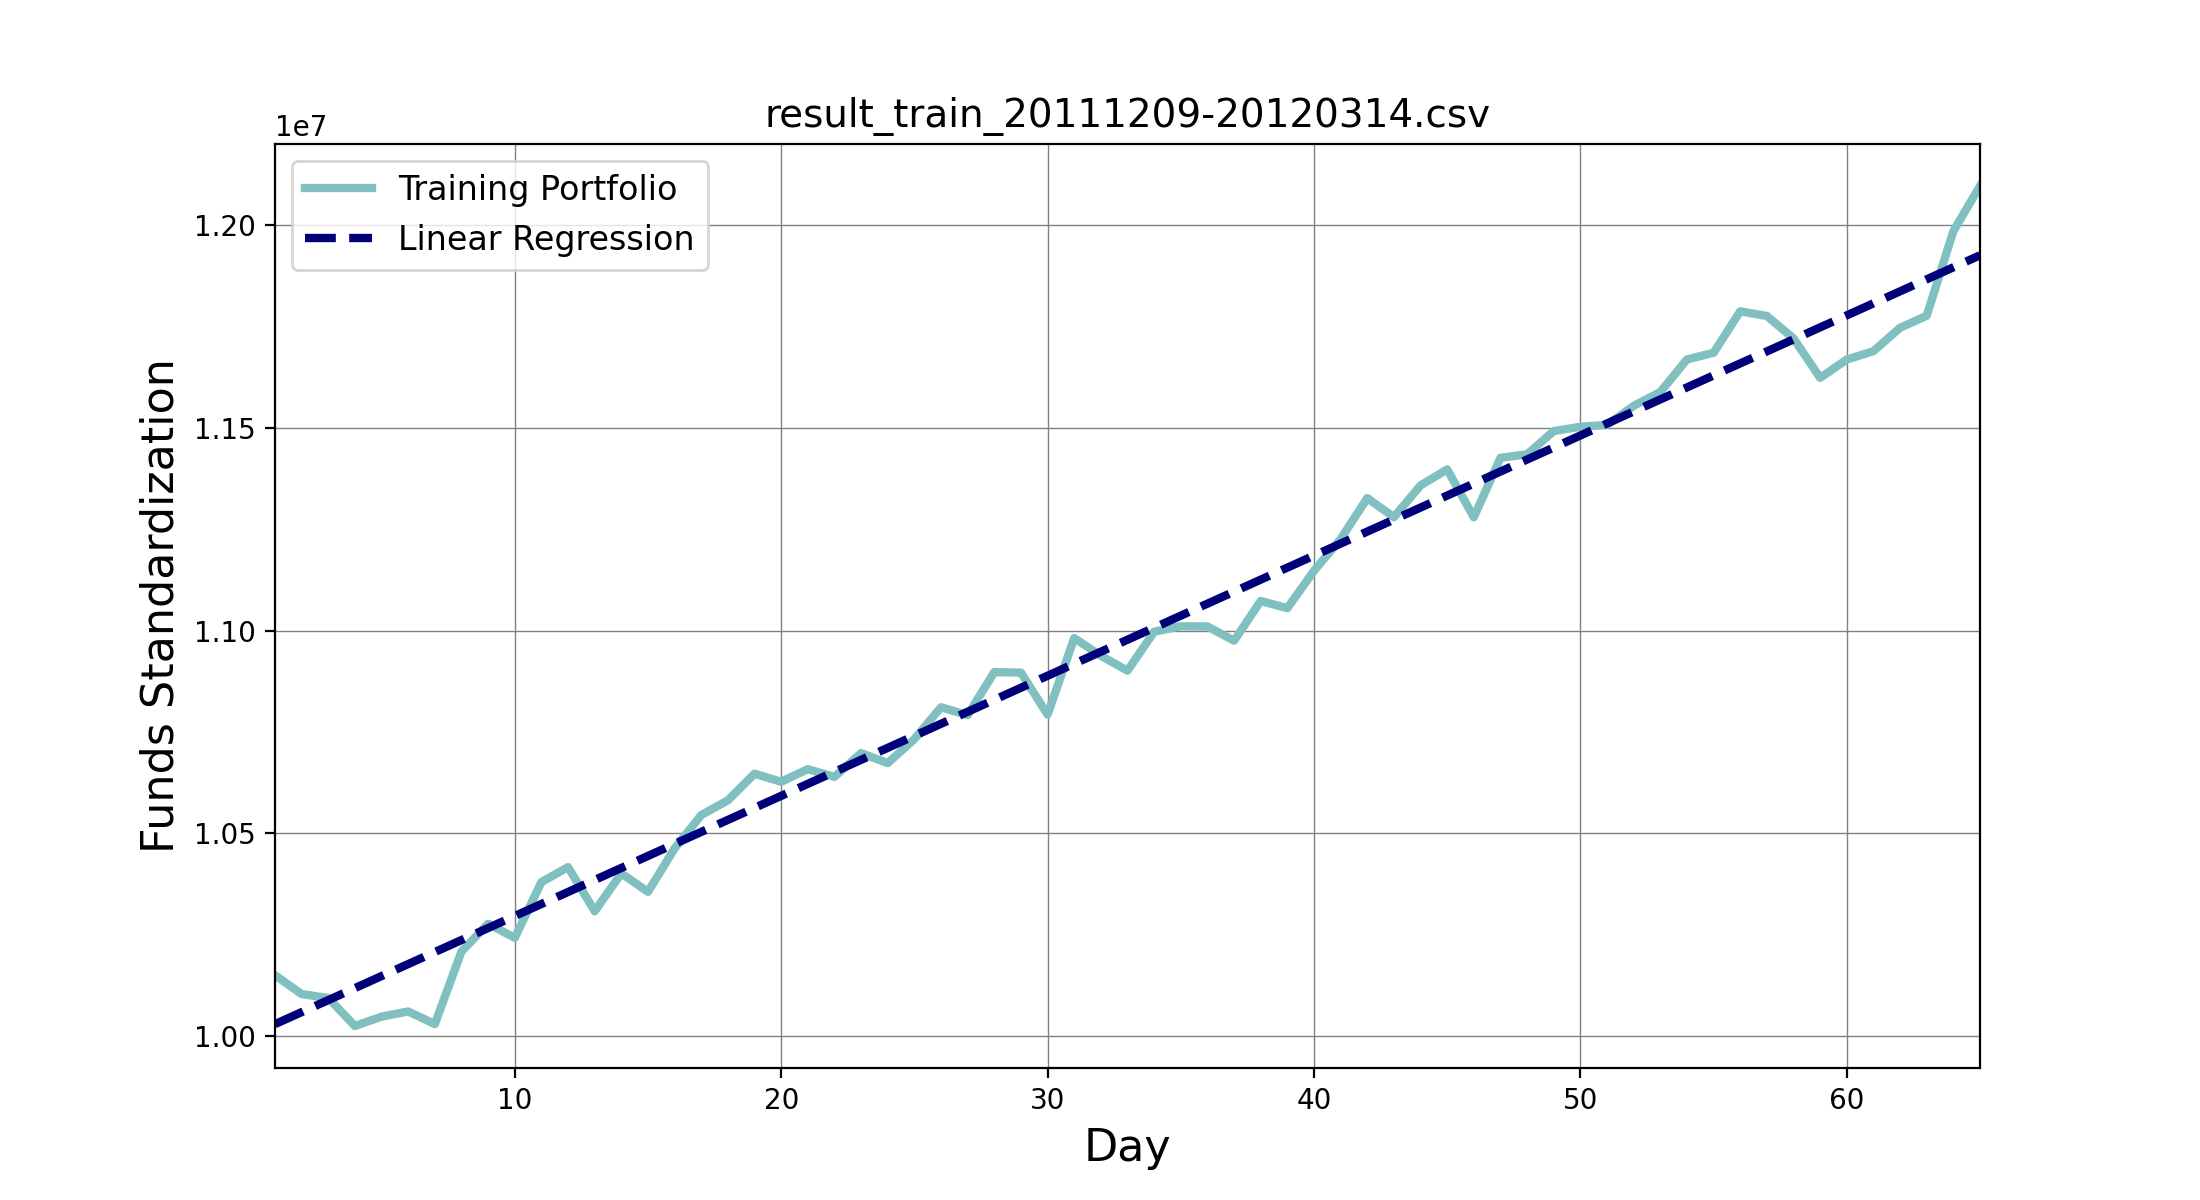 result_train_20111209-20120314.csv
1e7
Training Portfolio
Linear Regression
1.20
1.15
1.10
1.05
1.00
Funds Standardization
10 20 30 40 50 60
Day